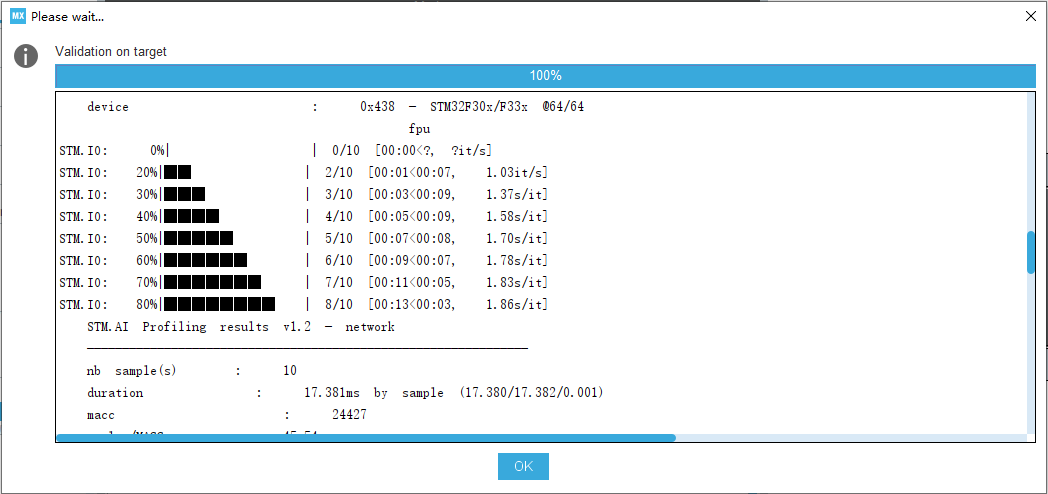 MX Please wait...
Validation on target
100%
device : 0x438 - STM32F30x/F33x @64/64
fpu
STM.IO: 0%| | 0/10 [00:00<?, ?it/s]
STM.IO: 20%|██ | 2/10 [00:01<00:07, 1.03it/s]
STM.IO: 30%|███ | 3/10 [00:03<00:09, 1.37s/it]
STM.IO: 40%|████ | 4/10 [00:05<00:09, 1.58s/it]
STM.IO: 50%|█████ | 5/10 [00:07<00:08, 1.70s/it]
STM.IO: 60%|██████ | 6/10 [00:09<00:07, 1.78s/it]
STM.IO: 70%|███████ | 7/10 [00:11<00:05, 1.83s/it]
STM.IO: 80%|████████ | 8/10 [00:13<00:03, 1.86s/it]
STM.AI Profiling results v1.2 - network
nb sample(s) : 10
duration : 17.381ms by sample (17.380/17.382/0.001)
macc : 24427
OK